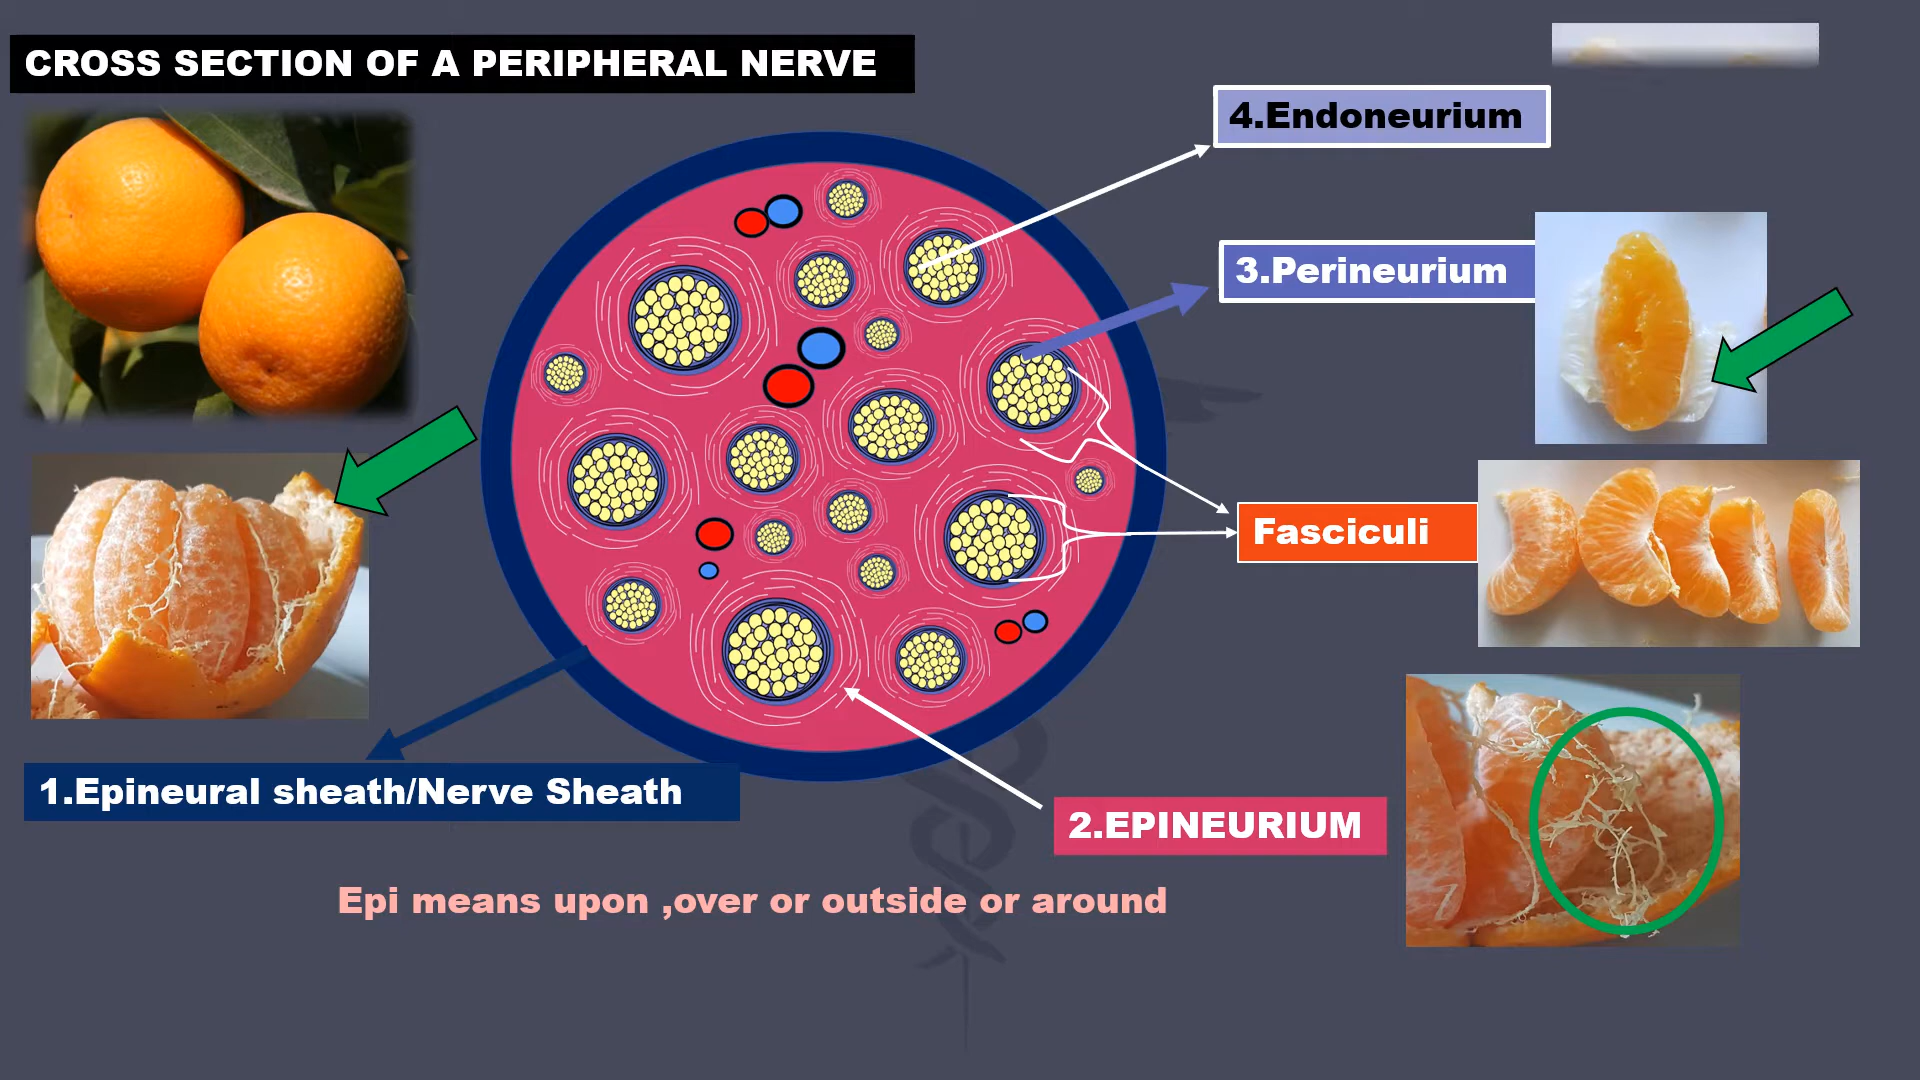 CROSS SECTION OF A PERIPHERAL NERVE
4.Endoneurium
3.Perineurium
Fasciculi
1.Epineural sheath/Nerve Sheath
2.EPINEURIUM
Epi means upon ,over or outside or around